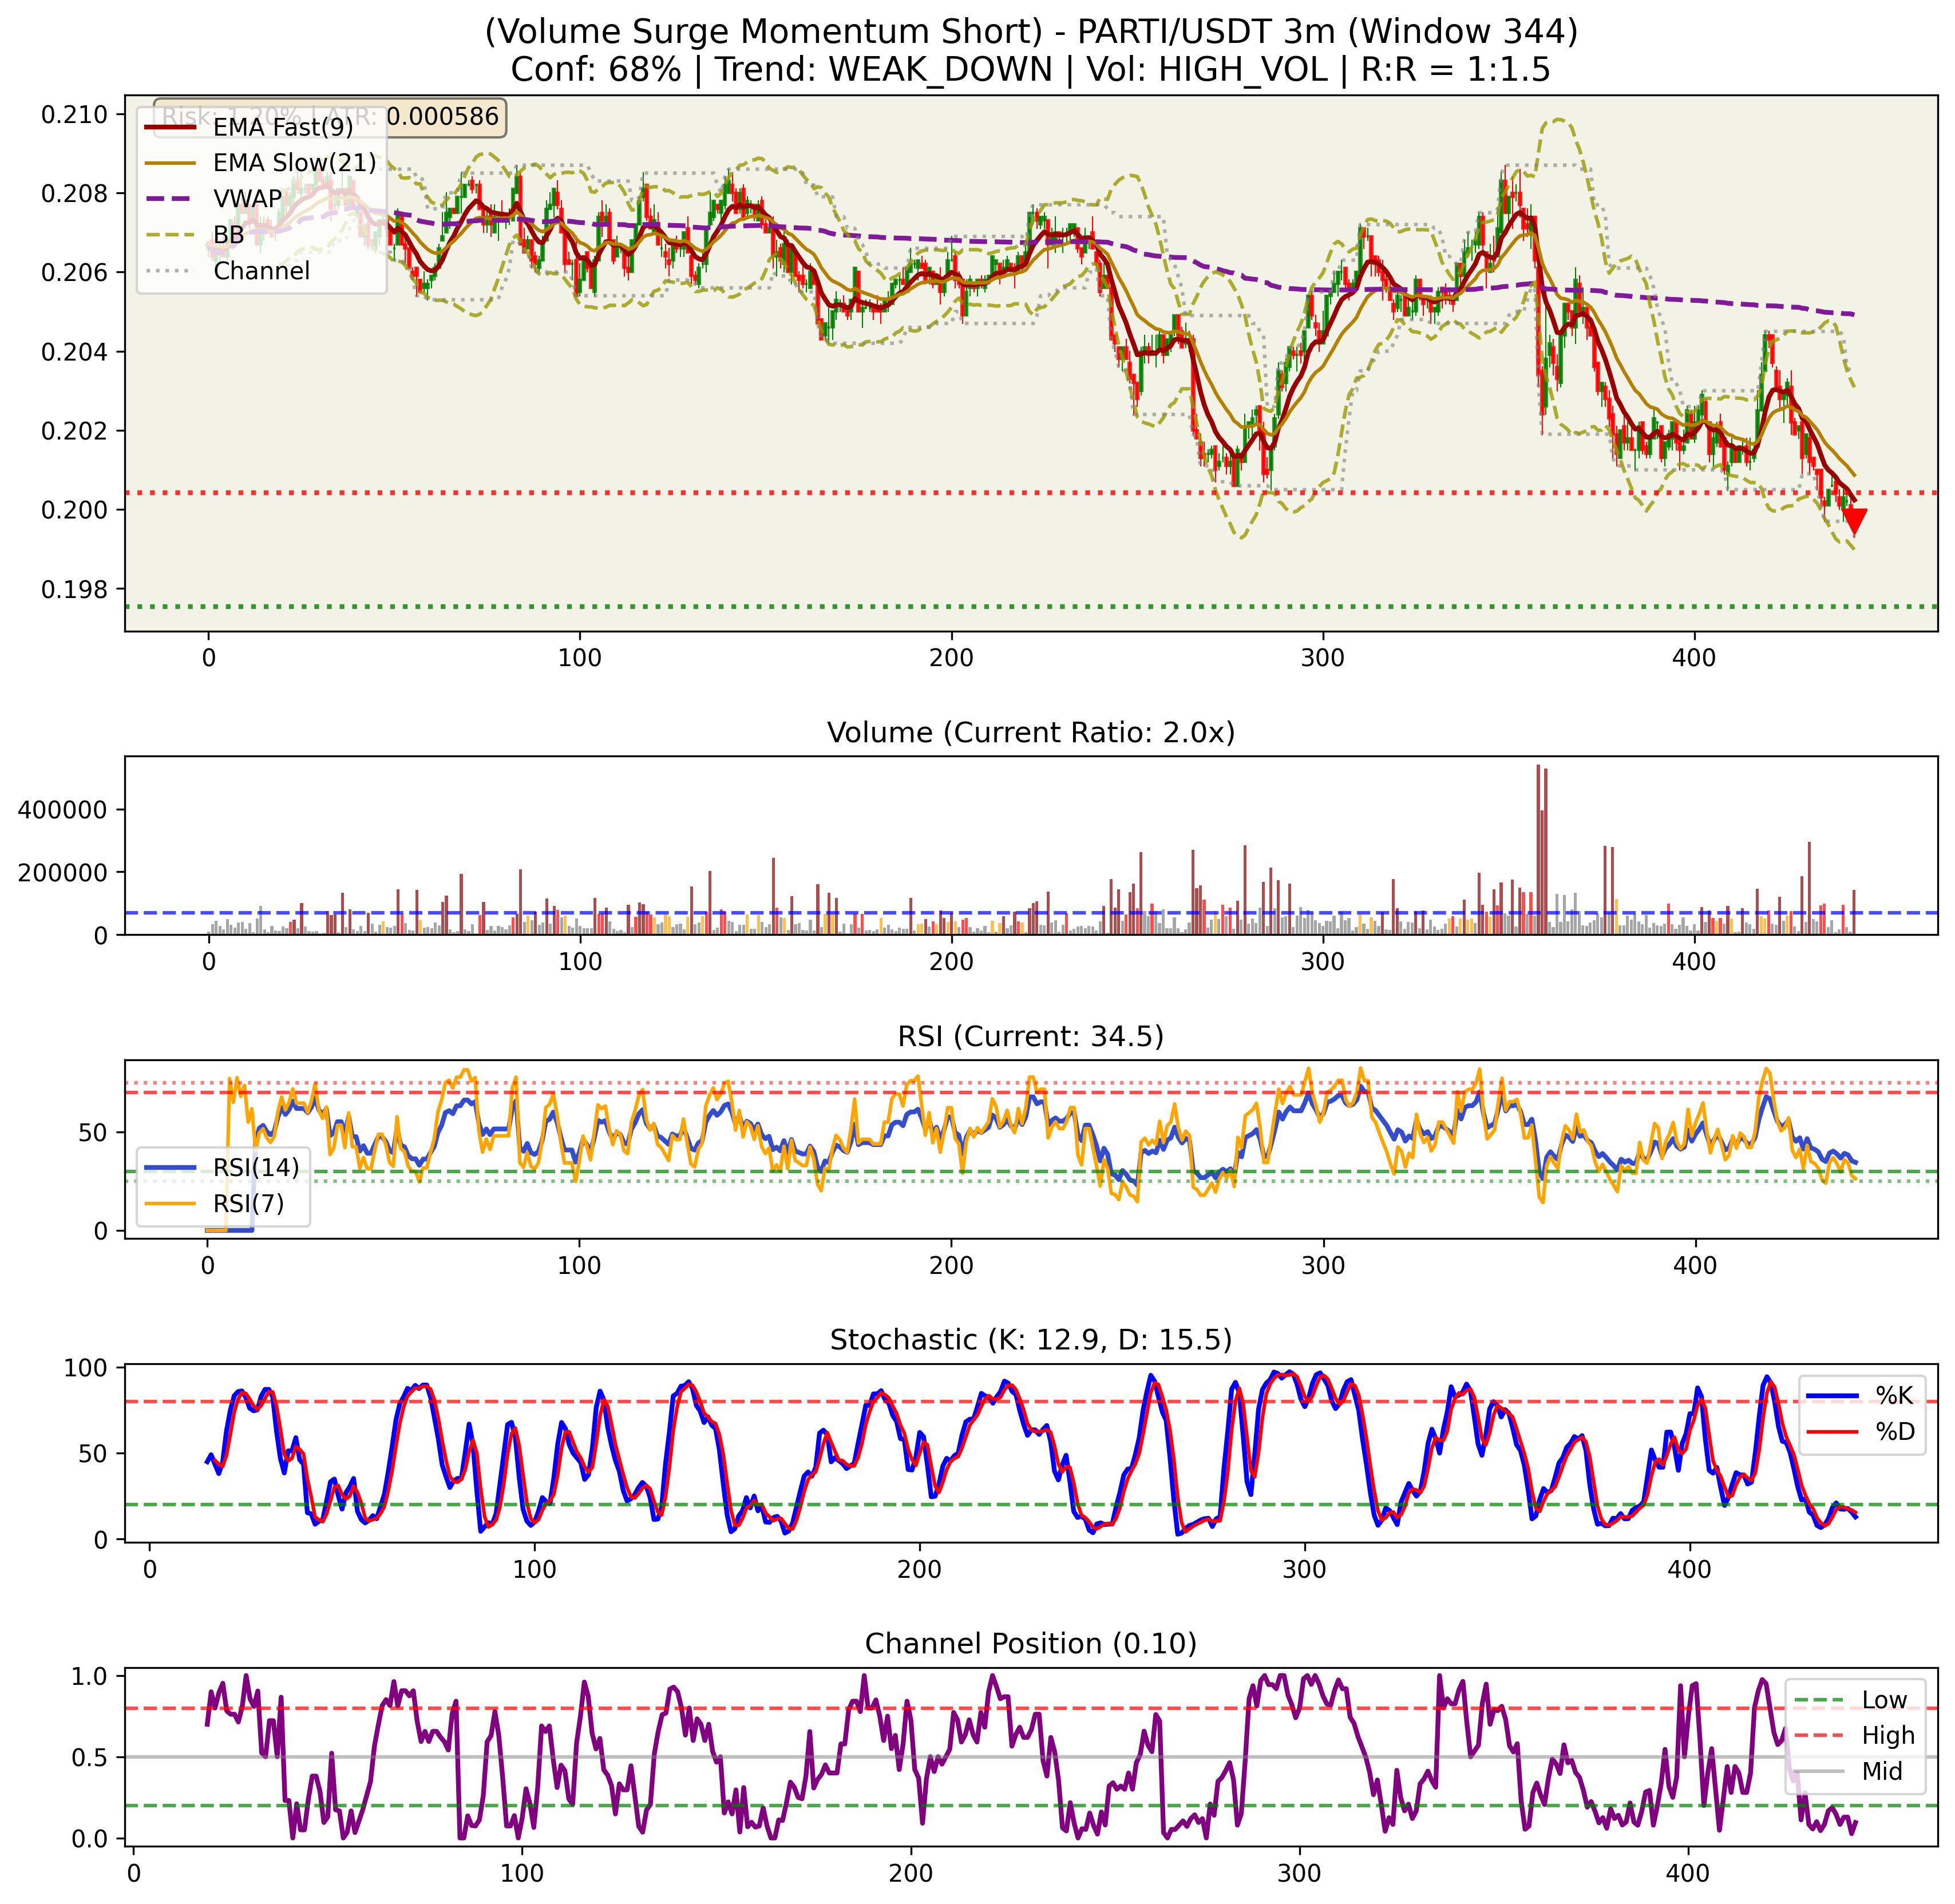 (Volume Surge Momentum Short) - PARTI/USDT 3m (Window 344)
Conf: 68% | Trend: WEAK_DOWN | Vol: HIGH_VOL | R:R = 1:1.5
Risk: 1.20% | ATR: 0.000586
EMA Fast(9)
EMA Slow(21)
VWAP
BB
Channel
0.210
0.208
0.206
0.204
0.202
0.200
0.198
0 100 200 300 400
Volume (Current Ratio: 2.0x)
400000
200000
0
0 100 200 300 400
RSI (Current: 34.5)
50
0
RSI(14)
RSI(7)
0 100 200 300 400
Stochastic (K: 12.9, D: 15.5)
100
50
0
%K
%D
0 100 200 300 400
Channel Position (0.10)
1.0
0.5
0.0
Low
High
Mid
0 100 200 300 400